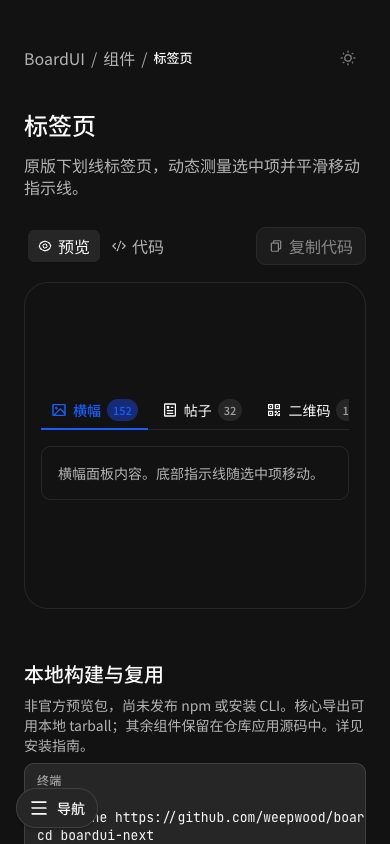 BoardUI / 组件 / 标签页
标签页
原版下划线标签页，动态测量选中项并平滑移动
指示线。
预览 代码 复制代码
横幅 152 帖子 32 二维码 1
横幅面板内容。底部指示线随选中项移动。
本地构建与复用
非官方预览包，尚未发布 npm 或安装 CLI。核心导出可
用本地 tarball；其余组件保留在仓库应用源码中。详见
安装指南。
终端
https://github.com/weepwood/boar
导航
cd boardui-next